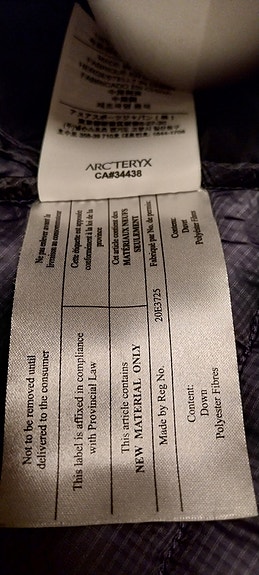 ARC'TERYX
CA#34438
Ne pas enlever avant la
livraison au consommateur
Cette étiquette est apposée
conformément à la loi de la
province
Cet article contient des
MATÉRIAUX NEUFS
SEULEMENT
Fabriqué par No. de permis:
Contenu:
Duvet
Polyester Fibres
Not to be removed until
delivered to the consumer
This label is affixed in compliance
with Provincial Law
This article contains
NEW MATERIAL ONLY
Made by Reg No.
20E3725
Content:
Down
Polyester Fibres